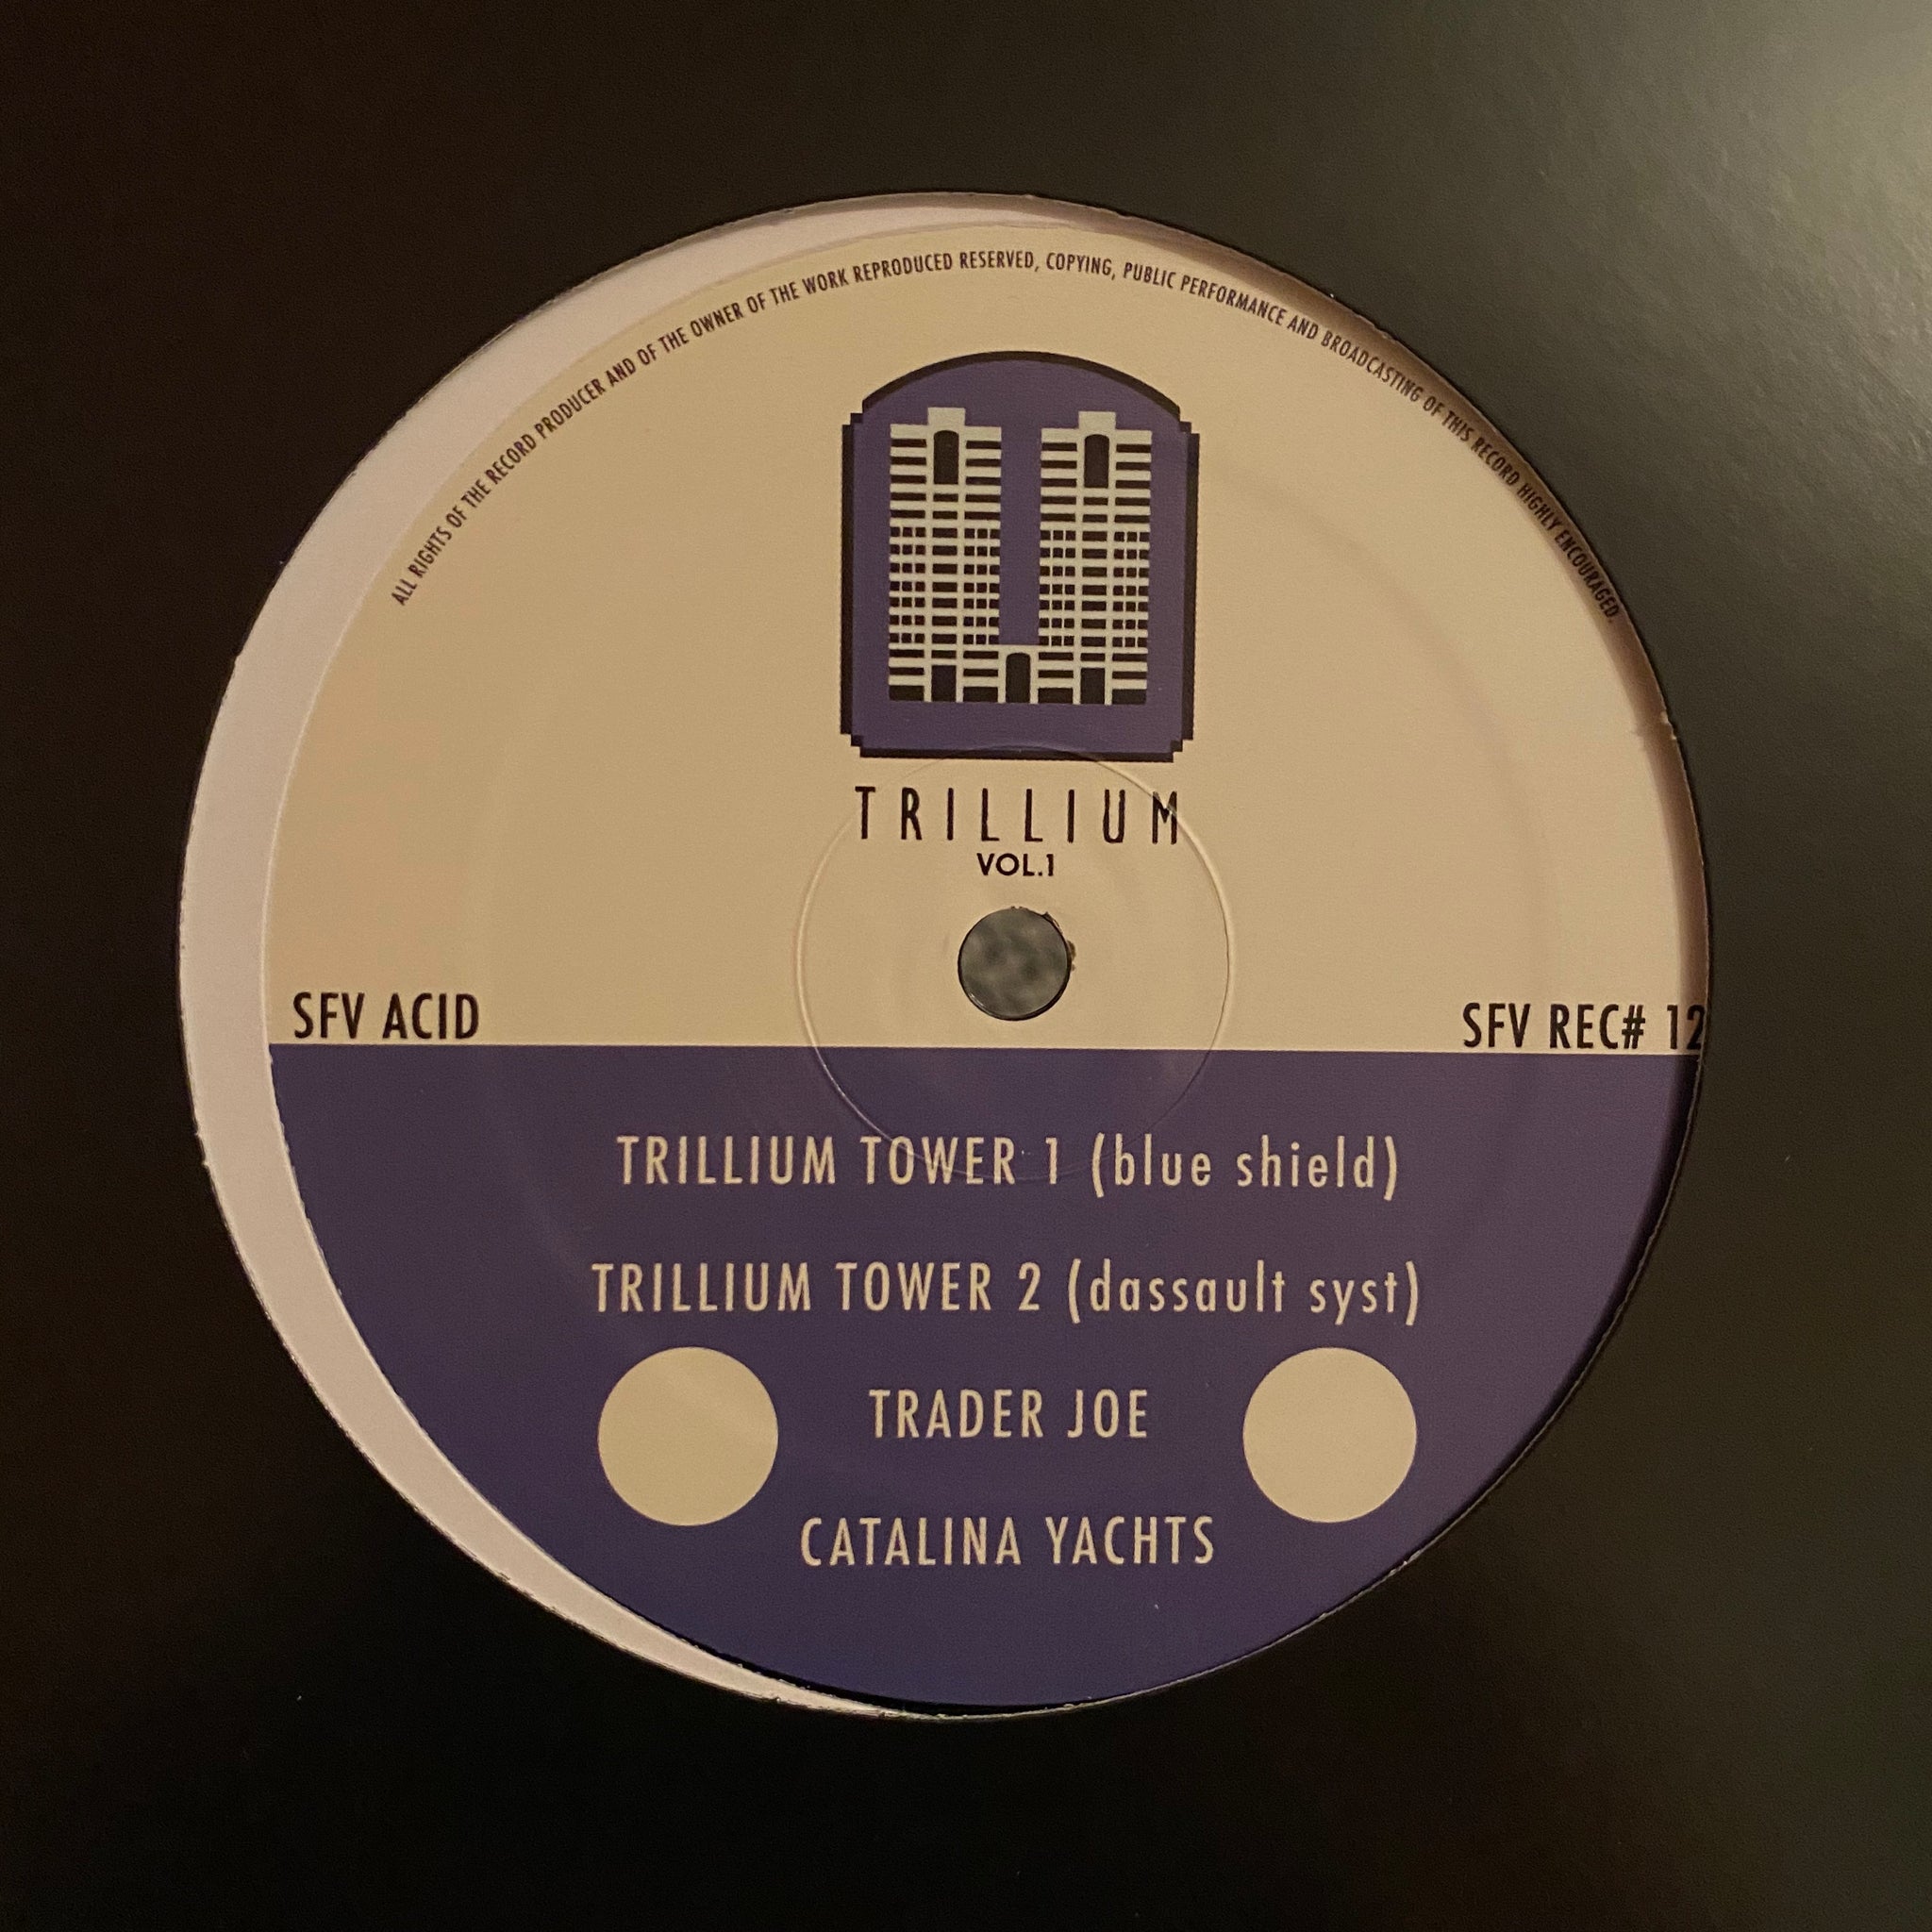 ALL RIGHTS OF THE RECORD PRODUCER AND OF THE OWNER OF THE WORK REPRODUCED RESERVED, COPYING, PUBLIC PERFORMANCE AND BROADCASTING OF THIS RECORD HIGHLY ENCOURAGED.
TRILLIUM
VOL.1
SFV ACID
SFV REC# 12
TRILLIUM TOWER 1 (blue shield)
TRILLIUM TOWER 2 (dassault syst)
TRADER JOE
CATALINA YACHTS